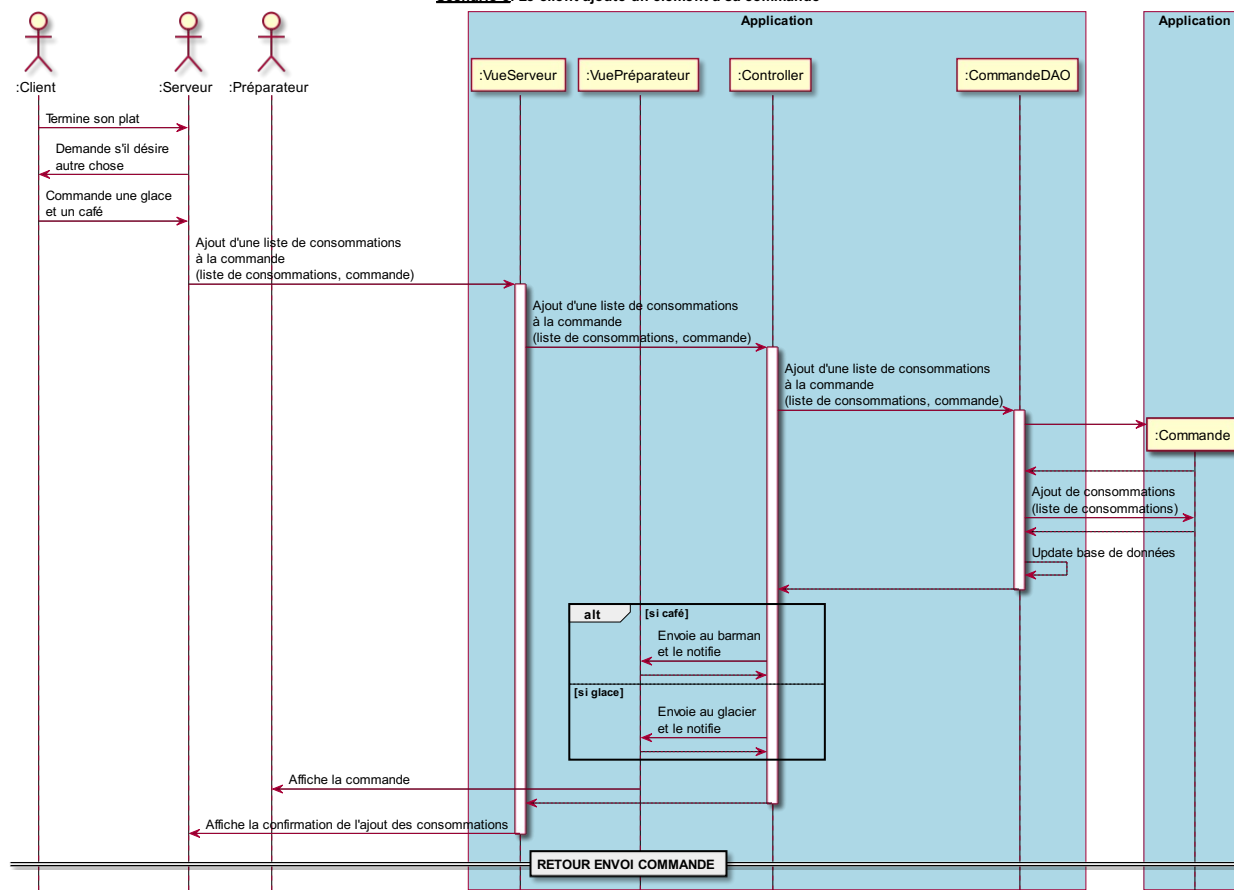 Application
Application
:VueServeur
:VuePréparateur
:Controller
:CommandeDAO
:Client
:Serveur
:Préparateur
Termine son plat
Demande s'il désire
autre chose
Commande une glace
et un café
Ajout d'une liste de consommations
à la commande
(liste de consommations, commande)
Ajout d'une liste de consommations
à la commande
(liste de consommations, commande)
Ajout d'une liste de consommations
à la commande
(liste de consommations, commande)
:Commande
Ajout de consommations
(liste de consommations)
Update base de données
alt
[si café]
Envoie au barman
et le notifie
[si glace]
Envoie au glacier
et le notifie
Affiche la commande
Affiche la confirmation de l'ajout des consommations
RETOUR ENVOI COMMANDE